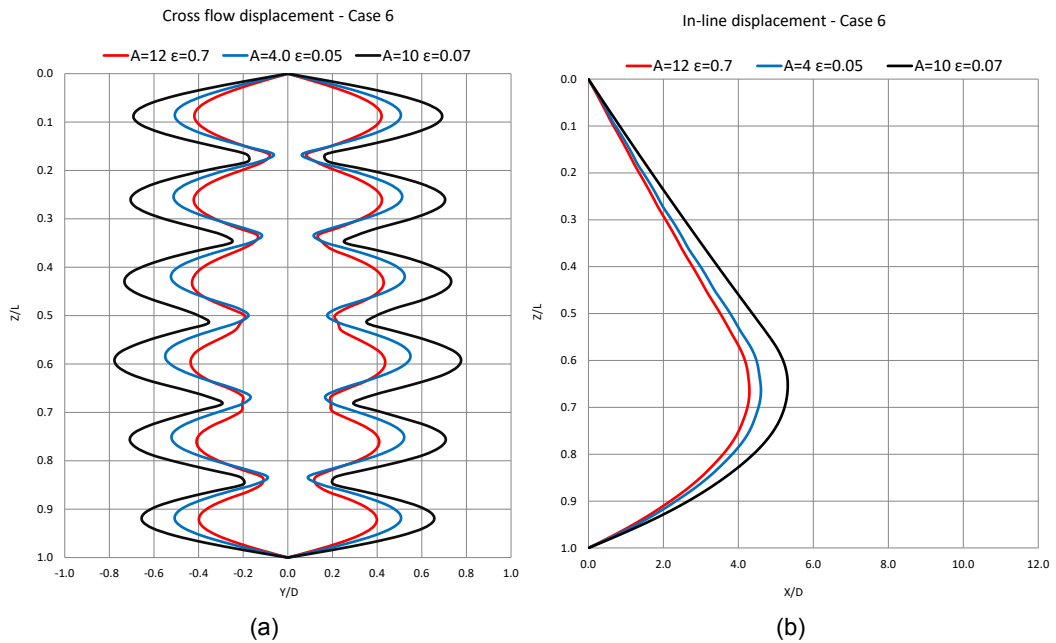 Cross flow displacement - Case 6
A=12 ε=0.7 A=4.0 ε=0.05 A=10 ε=0.07
0.0
0.1
0.2
0.3
0.4
0.5
0.6
0.7
0.8
0.9
1.0
Z/L
-1.0 -0.8 -0.6 -0.4 -0.2 0.0 0.2 0.4 0.6 0.8 1.0
Y/D
(a)
In-line displacement - Case 6
A=12 ε=0.7 A=4 ε=0.05 A=10 ε=0.07
0.0
0.1
0.2
0.3
0.4
0.5
0.6
0.7
0.8
0.9
1.0
Z/L
0.0 2.0 4.0 6.0 8.0 10.0 12.0
X/D
(b)